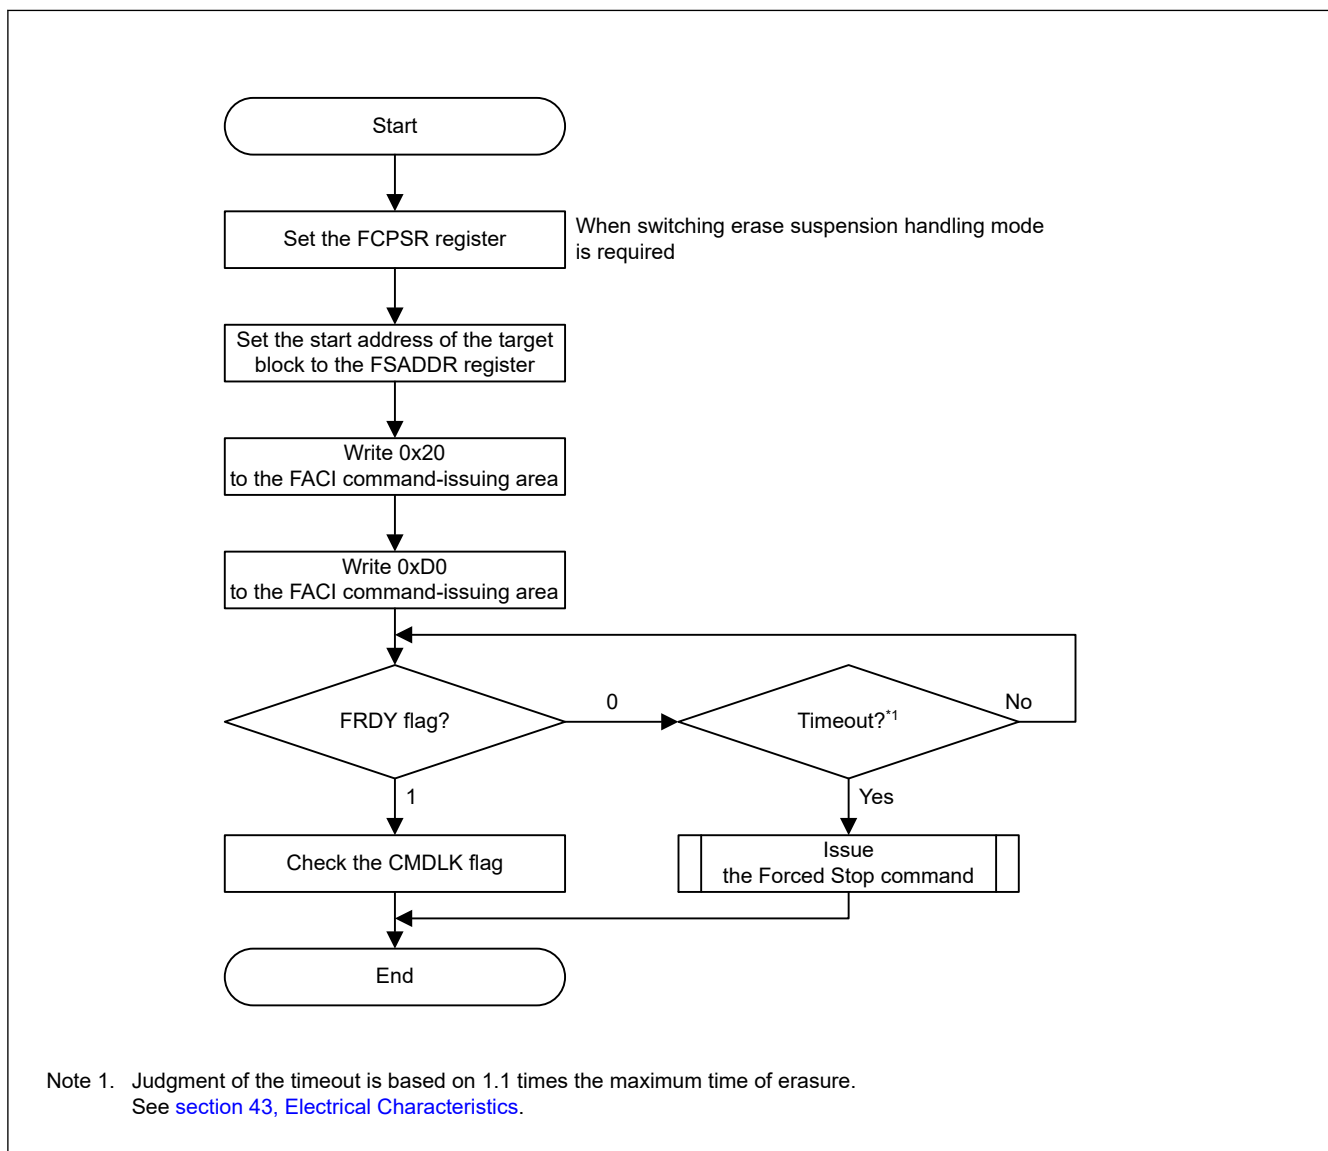 Start
Set the FCPSR register
When switching erase suspension handling mode
is required
Set the start address of the target
block to the FSADDR register
Write 0x20
to the FACI command-issuing area
Write 0xD0
to the FACI command-issuing area
FRDY flag?
0
Timeout?*1
No
1
Yes
Check the CMDLK flag
Issue
the Forced Stop command
End
Note 1. Judgment of the timeout is based on 1.1 times the maximum time of erasure.
See section 43, Electrical Characteristics.